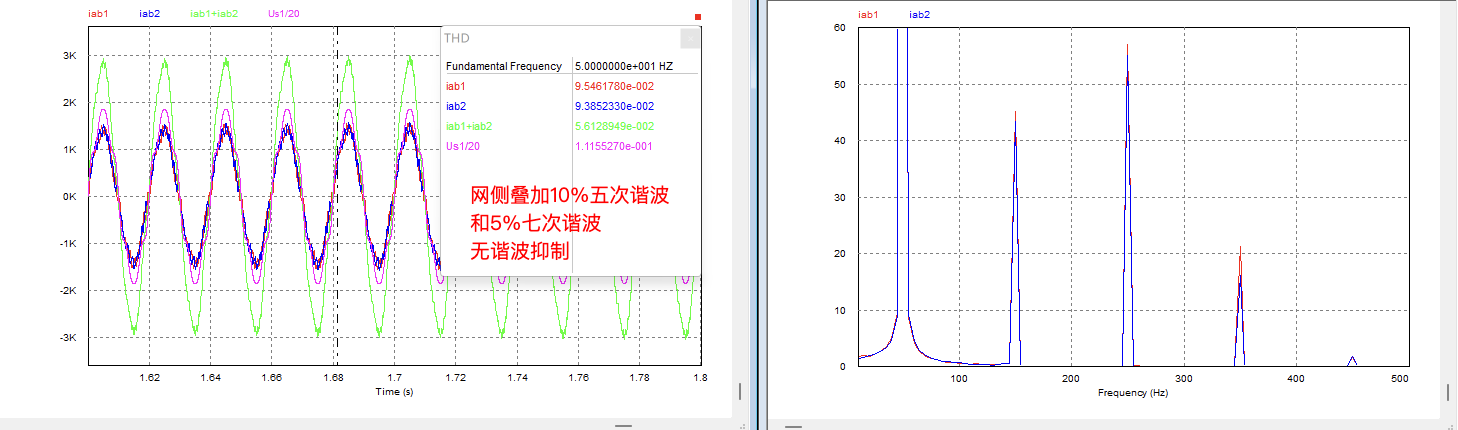 iab1 iab2 iab1+iab2 Us1/20
3K
2K
1K
0K
-1K
-2K
-3K
1.62 1.64 1.66 1.68 1.7 1.72 1.74 1.76 1.78 1.8
Time (s)
THD
Fundamental Frequency 5.0000000e+001 HZ
iab1 9.5461780e-002
iab2 9.3852330e-002
iab1+iab2 5.6128949e-002
Us1/20 1.1155270e-001
网侧叠加10%五次谐波
和5%七次谐波
无谐波抑制
iab1 iab2
60
50
40
30
20
10
0
100 200 300 400 500
Frequency (Hz)